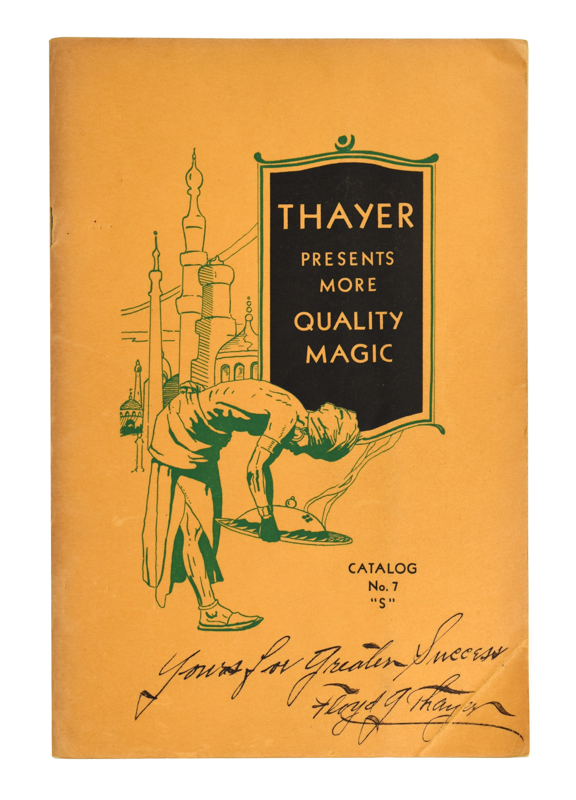 THAYER
PRESENTS
MORE
QUALITY
MAGIC
CATALOG
No. 7
"S"
Yours for Greater Success
Floyd G Thayer